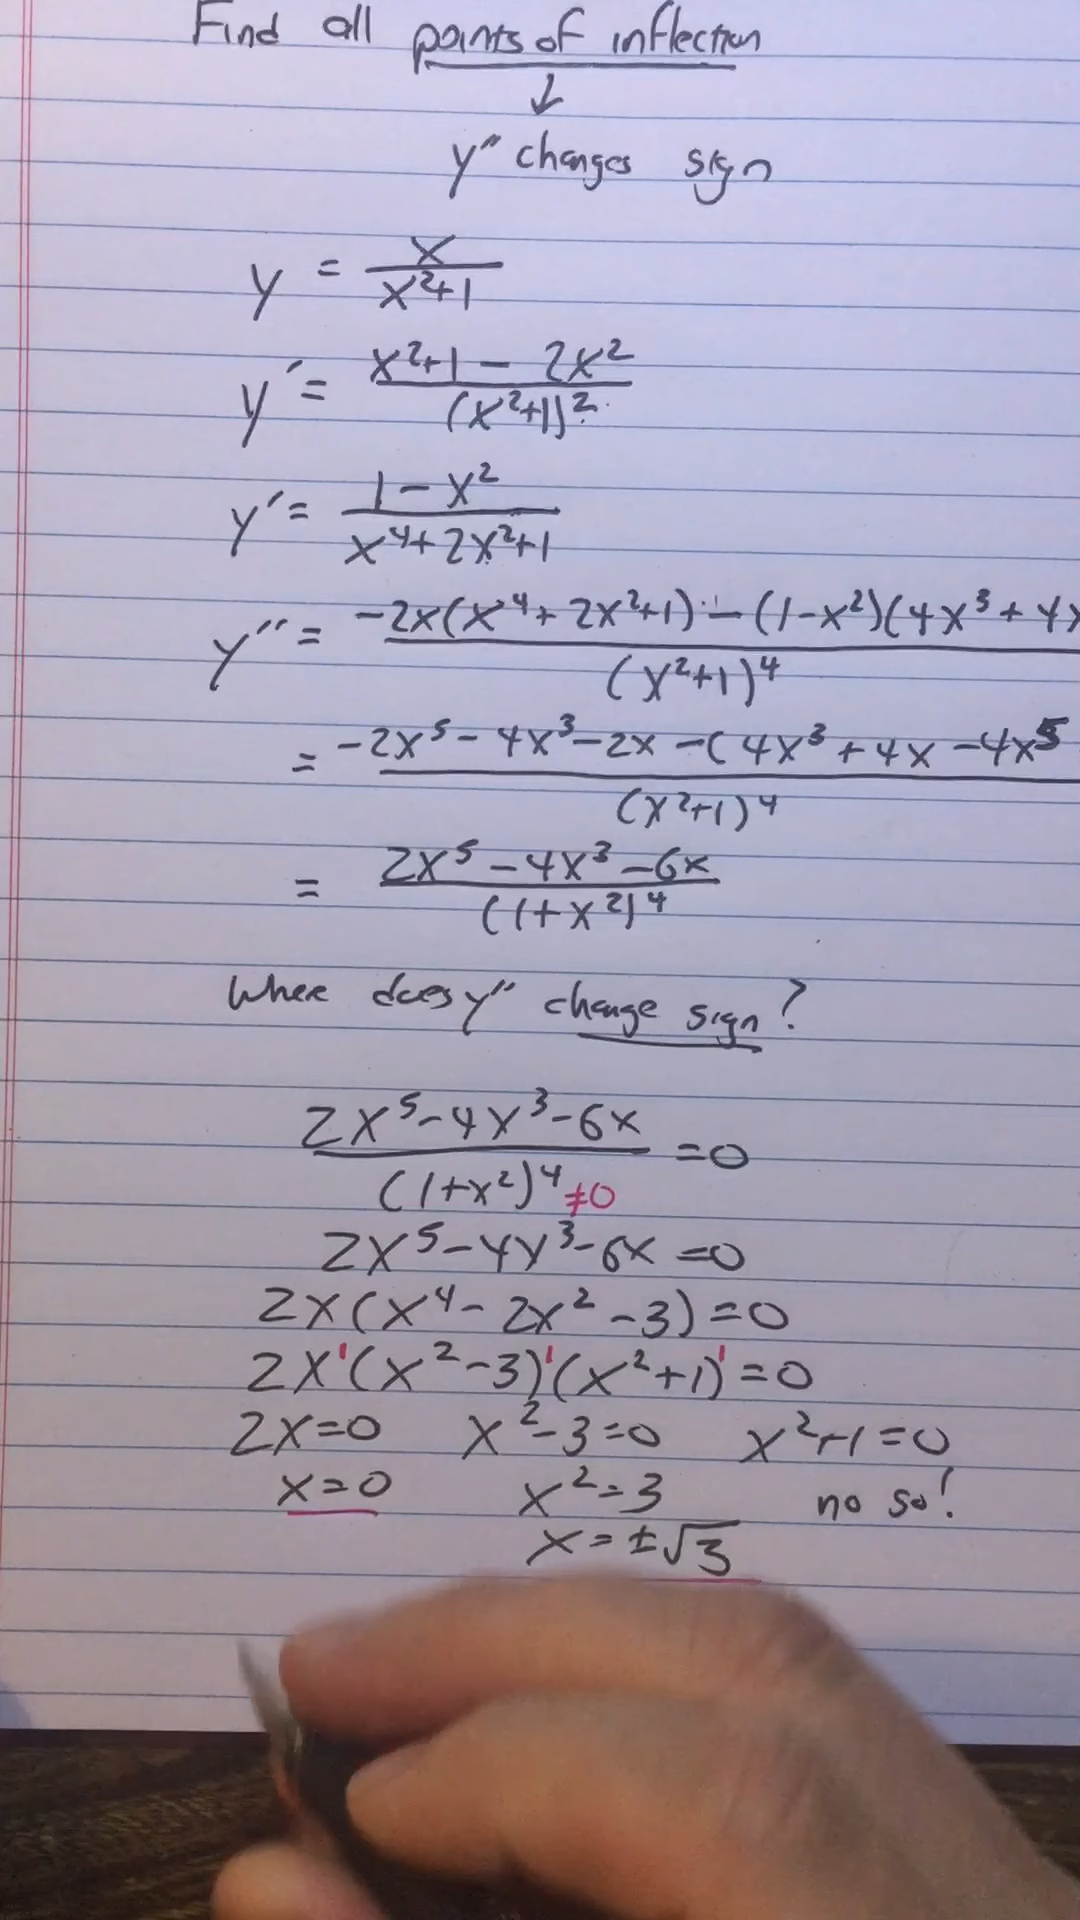 Find all points of inflection
↓
y'' changes sign
y = x/(x²+1)
y' = (x²+1 - 2x²)/(x²+1)²
y' = (1-x²)/(x⁴+2x²+1)
y'' = (-2x(x⁴+2x²+1) - (1-x²)(4x³+4x)/(x²+1)⁴
= (-2x⁵-4x³-2x-(4x³+4x-4x⁵)/(x²+1)⁴
= (2x⁵-4x³-6x)/(1+x²)⁴
Where does y'' change sign?
(2x⁵-4x³-6x)/(1+x²)⁴ =0
≠0
2x⁵-4x³-6x=0
2x(x⁴-2x²-3)=0
2x'(x²-3)'(x²+1)'=0
2x=0 x²-3=0 x²+1=0
x=0 x²=3 no so!
x=±√3